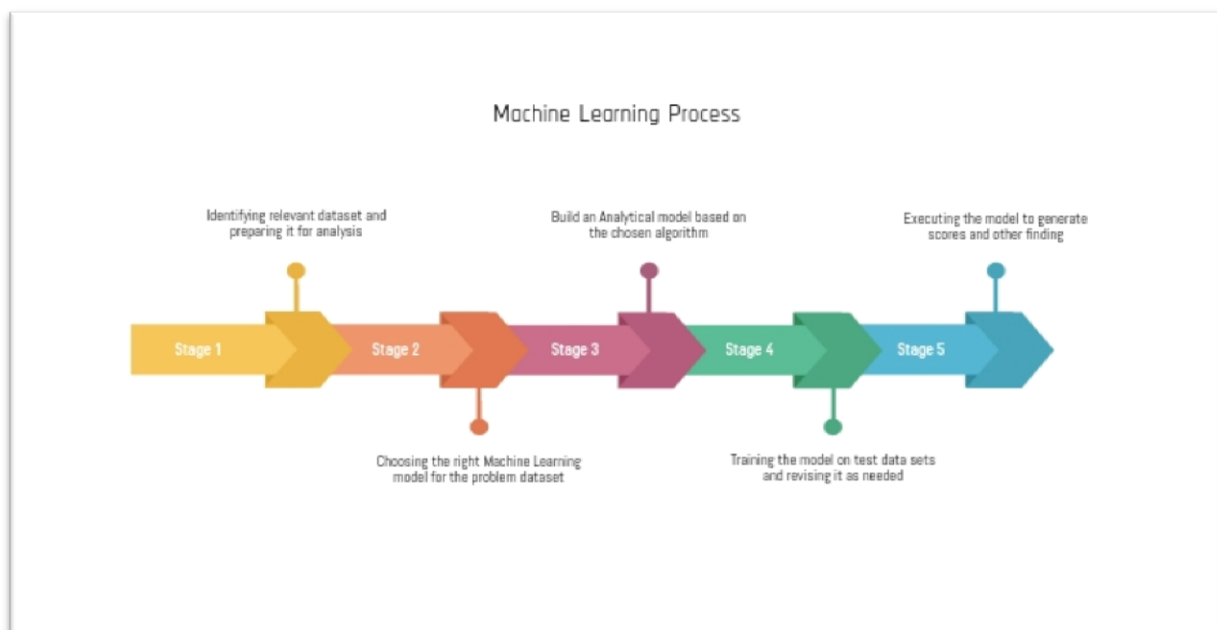 Machine Learning Process
Identifying relevant dataset and
preparing it for analysis
Build an Analytical model based on
the chosen algorithm
Executing the model to generate
scores and other finding
Stage 1
Stage 2
Stage 3
Stage 4
Stage 5
Choosing the right Machine Learning
model for the problem dataset
Training the model on test data sets
and revising it as needed